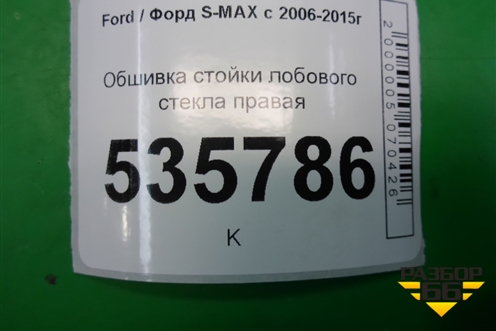 Ford / Форд S-MAX с 2006-2015г
Обшивка стойки лобового
стекла правая
535786
К
2000005070426
РАЗБОР
66